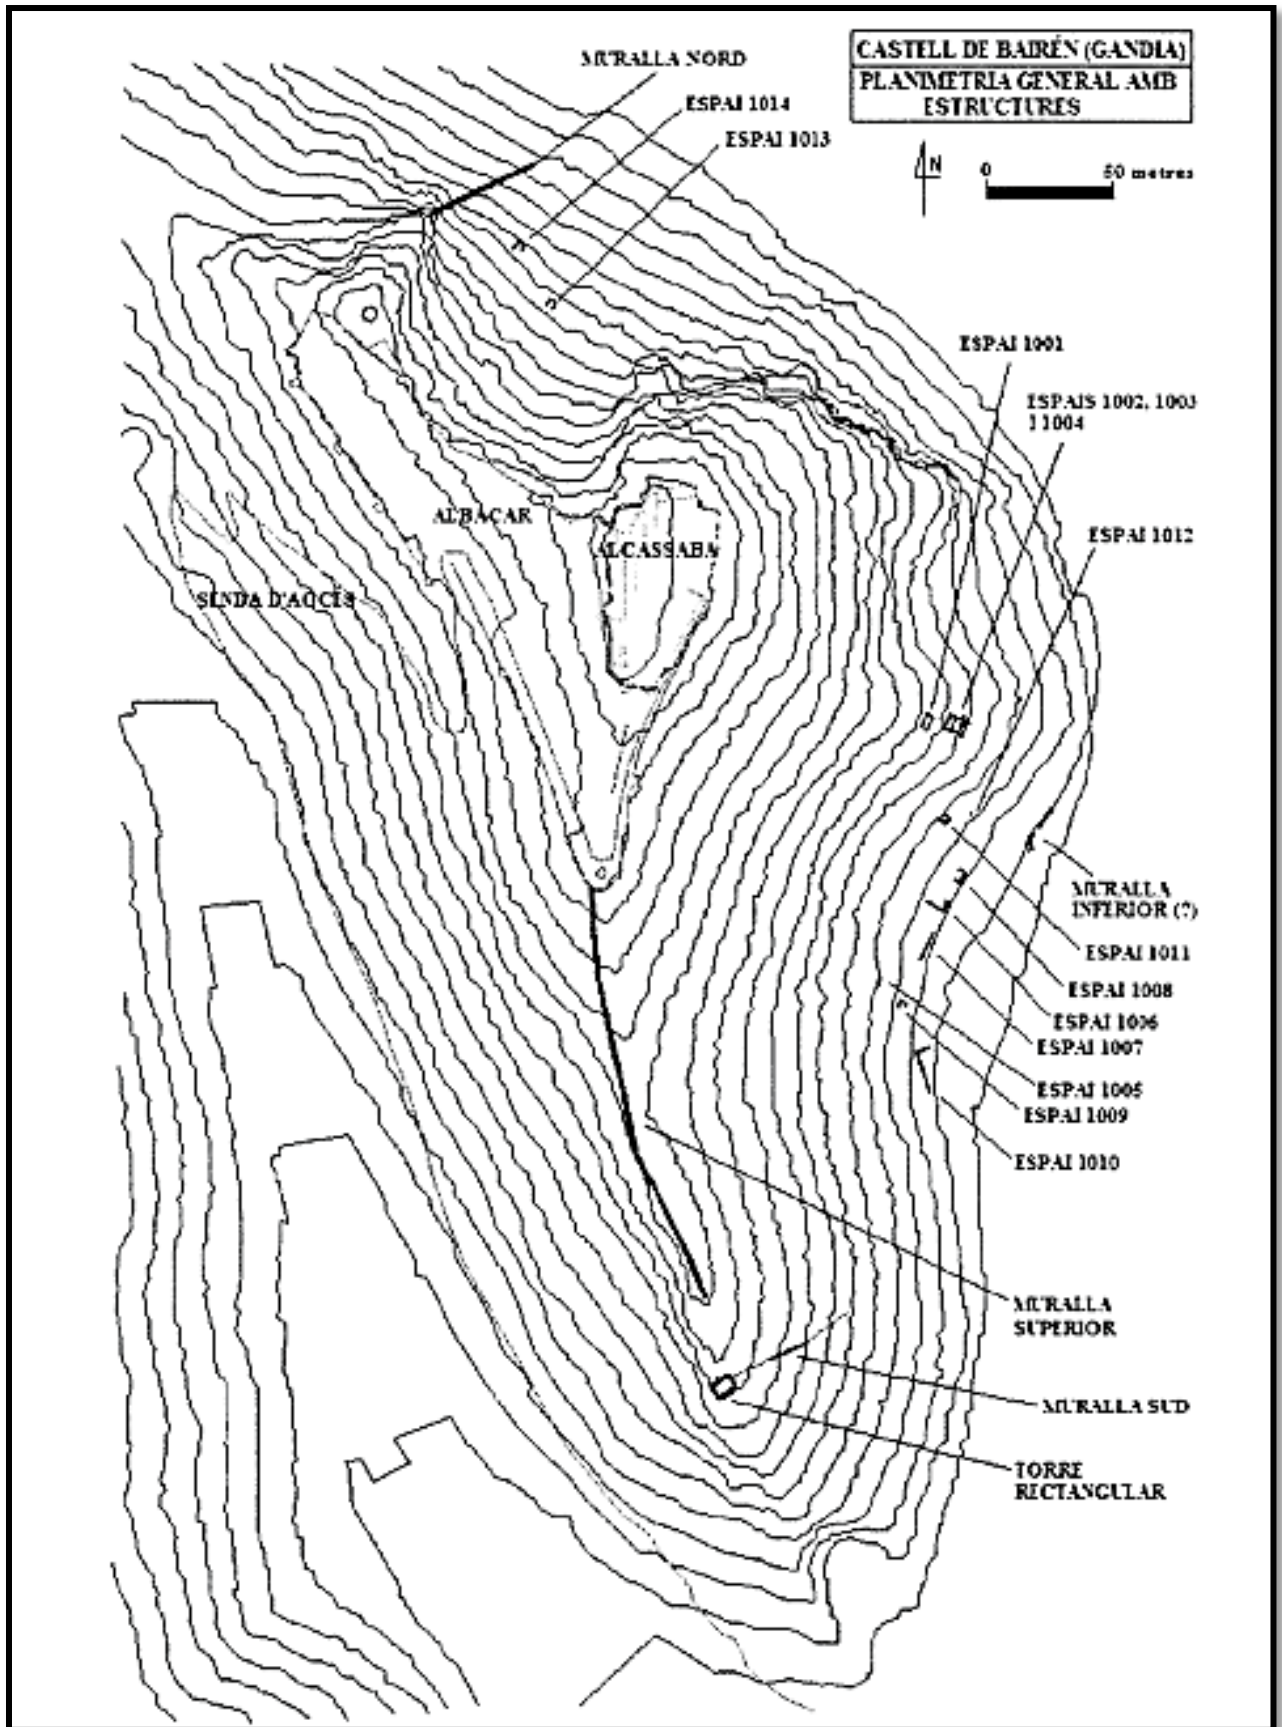 CASTELL DE BAIRÉN (GANDIA)
PLANIMETRIA GENERAL AMB
ESTRUCTURES
MURALLA NORD
ESPAI 1014
ESPAI 1013
N
0 50 metres
ESPAI 1001
ESPAIS 1002, 1003
I 1004
ALBACAR
ALCASSABA
ESPAI 1012
SENDA D'ACCÉS
MURALLA
INFERIOR (?)
ESPAI 1011
ESPAI 1008
ESPAI 1006
ESPAI 1007
ESPAI 1005
ESPAI 1009
ESPAI 1010
MURALLA
SUPERIOR
MURALLA SUD
TORRE
RECTANGULAR